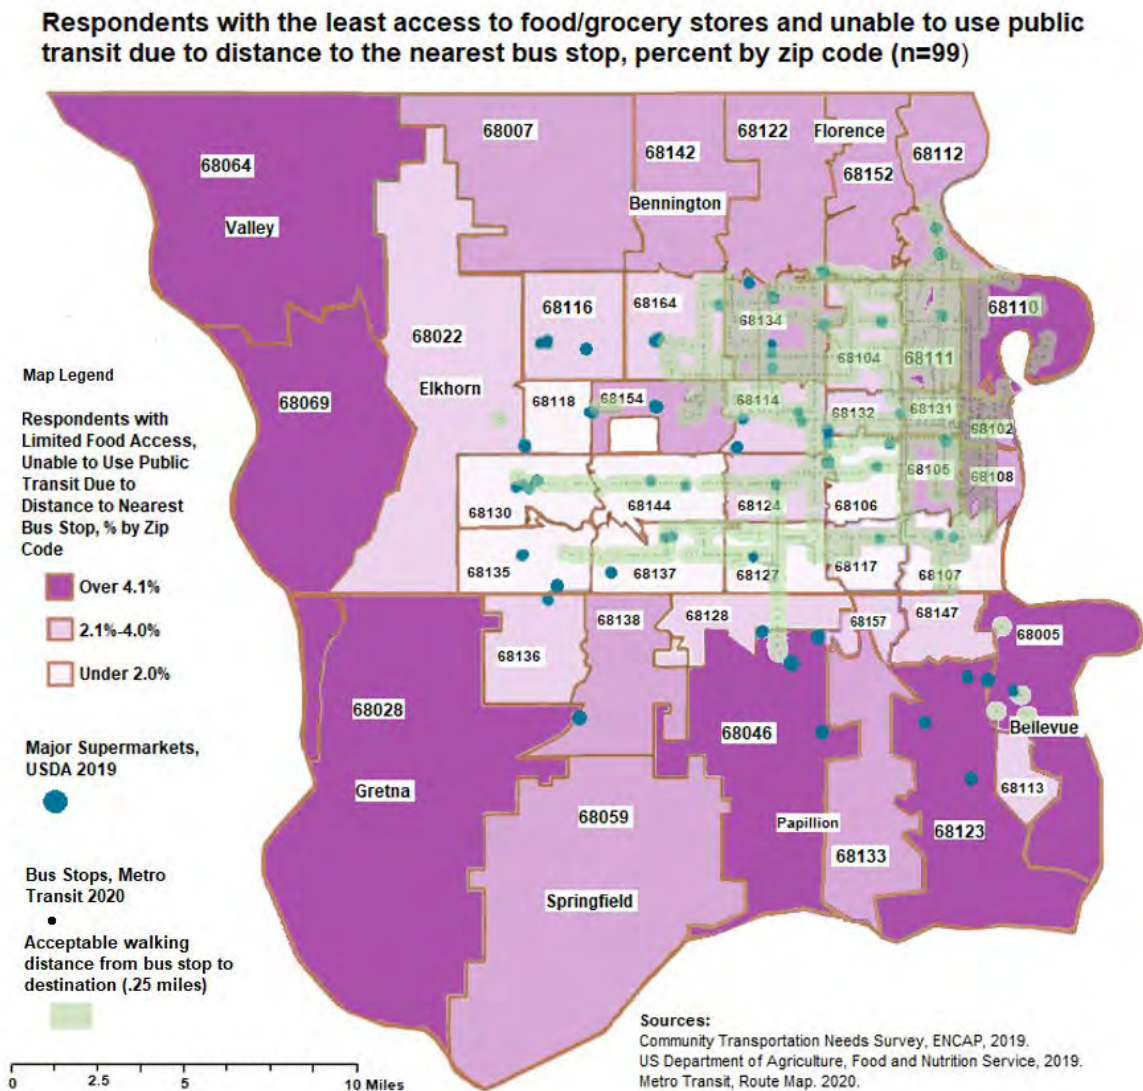 Respondents with the least access to food/grocery stores and unable to use public
transit due to distance to the nearest bus stop, percent by zip code (n=99)
68007
68122
Florence
68142
68112
68064
68152
Bennington
Valley
68116
68164
68110
68134
68022
68104
68111
Map Legend
Elkhorn
68069
68118
68154
68114
68132
68131
68102
Respondents with
Limited Food Access,
Unable to Use Public
Transit Due to
Distance to Nearest
Bus Stop, % by Zip
Code
68105
68108
68130
68144
68124
68106
68135
68137
68127
68117
68107
Over 4.1%
2.1%-4.0%
Under 2.0%
68138
68128
68157
68147
68005
68136
68028
68046
Bellevue
Major Supermarkets,
USDA 2019
Gretna
68113
68059
Papillion
68123
68133
Bus Stops, Metro
Transit 2020
Springfield
Acceptable walking
distance from bus stop to
destination (.25 miles)
Sources:
Community Transportation Needs Survey, ENCAP, 2019.
US Department of Agriculture, Food and Nutrition Service, 2019.
Metro Transit, Route Map. 2020.
0 2.5 5 10 Miles